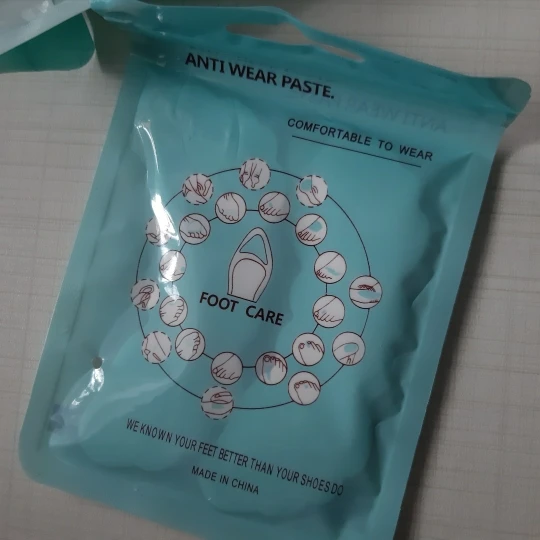 ANTI WEAR PASTE.
COMFORTABLE TO WEAR
FOOT CARE
WE KNOWN YOUR FEET BETTER THAN YOUR SHOES DO
MADE IN CHINA